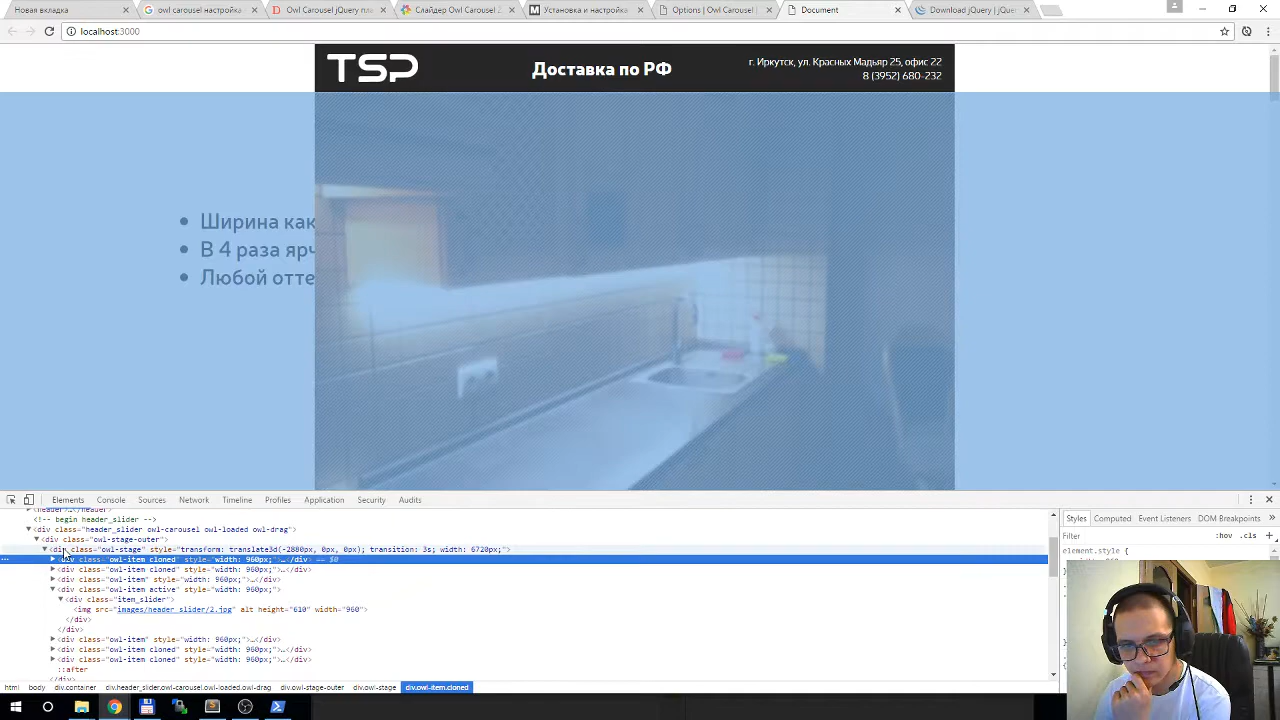 Новая вкладка
owl carousel настройка
Owl Carousel jQuery пла
Слайдер Owl Carousel 2.
Установка и настройка
Options | Owl Carousel |
Document
Download jQuery | jQue
localhost:3000
TSP
Доставка по РФ
г. Иркутск, ул. Красных Мадьяр 25, офис 22
8 (3952) 680-232
Ширина как
В 4 раза ярч
Любой отте
Elements Console Sources Network Timeline Profiles Application Security Audits
header>…</header>
<!-- begin header_slider -->
<div class="header_slider owl-carousel owl-loaded owl-drag">
<div class="owl-stage-outer">
<div class="owl-stage" style="transform: translate3d(-2880px, 0px, 0px); transition: 3s; width: 6720px;">
<div class="owl-item cloned" style="width: 960px;">…</div> == $0
<div class="owl-item cloned" style="width: 960px;">…</div>
<div class="owl-item" style="width: 960px;">…</div>
<div class="owl-item active" style="width: 960px;">
<div class="item_slider">
<img src="images/header_slider/2.jpg" alt height="610" width="960">
</div>
</div>
<div class="owl-item" style="width: 960px;">…</div>
<div class="owl-item cloned" style="width: 960px;">…</div>
<div class="owl-item cloned" style="width: 960px;">…</div>
::after
</div>
html body div.container div.header_slider.owl-carousel.owl-loaded.owl-drag div.owl-stage-outer div.owl-stage div.owl-item.cloned
Styles Computed Event Listeners DOM Breakpoints
Filter :hov .cls
element.style {